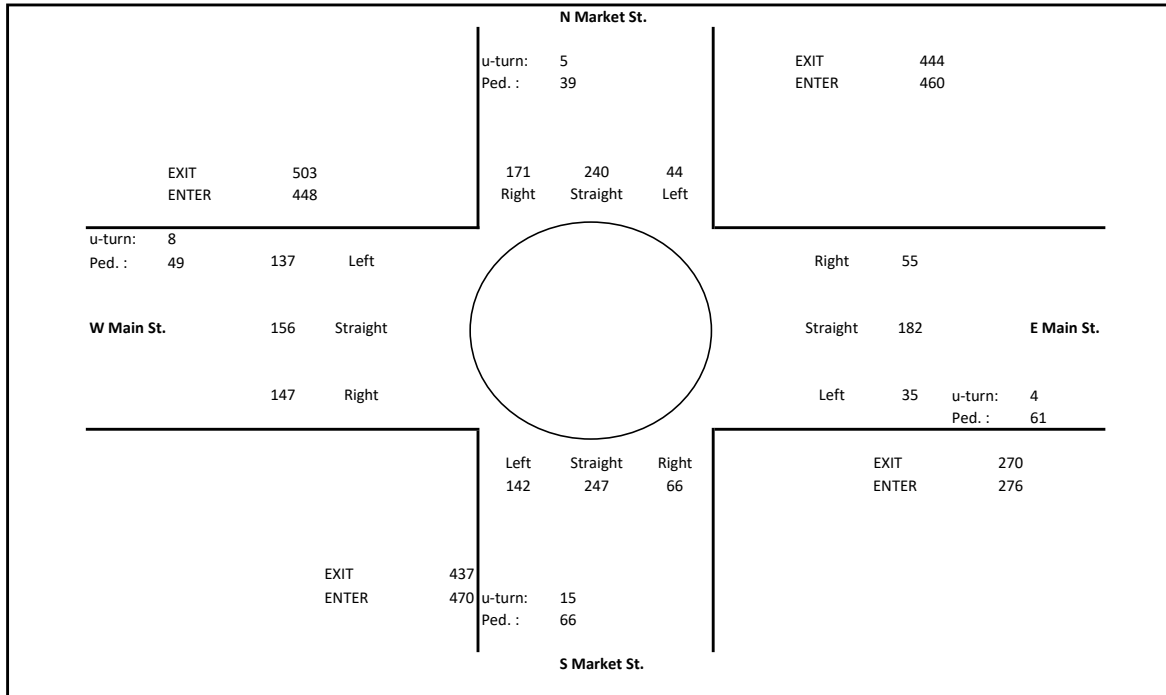 N Market St.
u-turn: 5 EXIT 444
Ped. : 39 ENTER 460
EXIT 503 171 240 44
ENTER 448 Right Straight Left
u-turn: 8
Ped. : 49 137 Left Right 55
W Main St. 156 Straight Straight 182 E Main St.
147 Right Left 35 u-turn: 4
Ped. : 61
Left Straight Right EXIT 270
142 247 66 ENTER 276
EXIT 437
ENTER 470 u-turn: 15
Ped. : 66
S Market St.